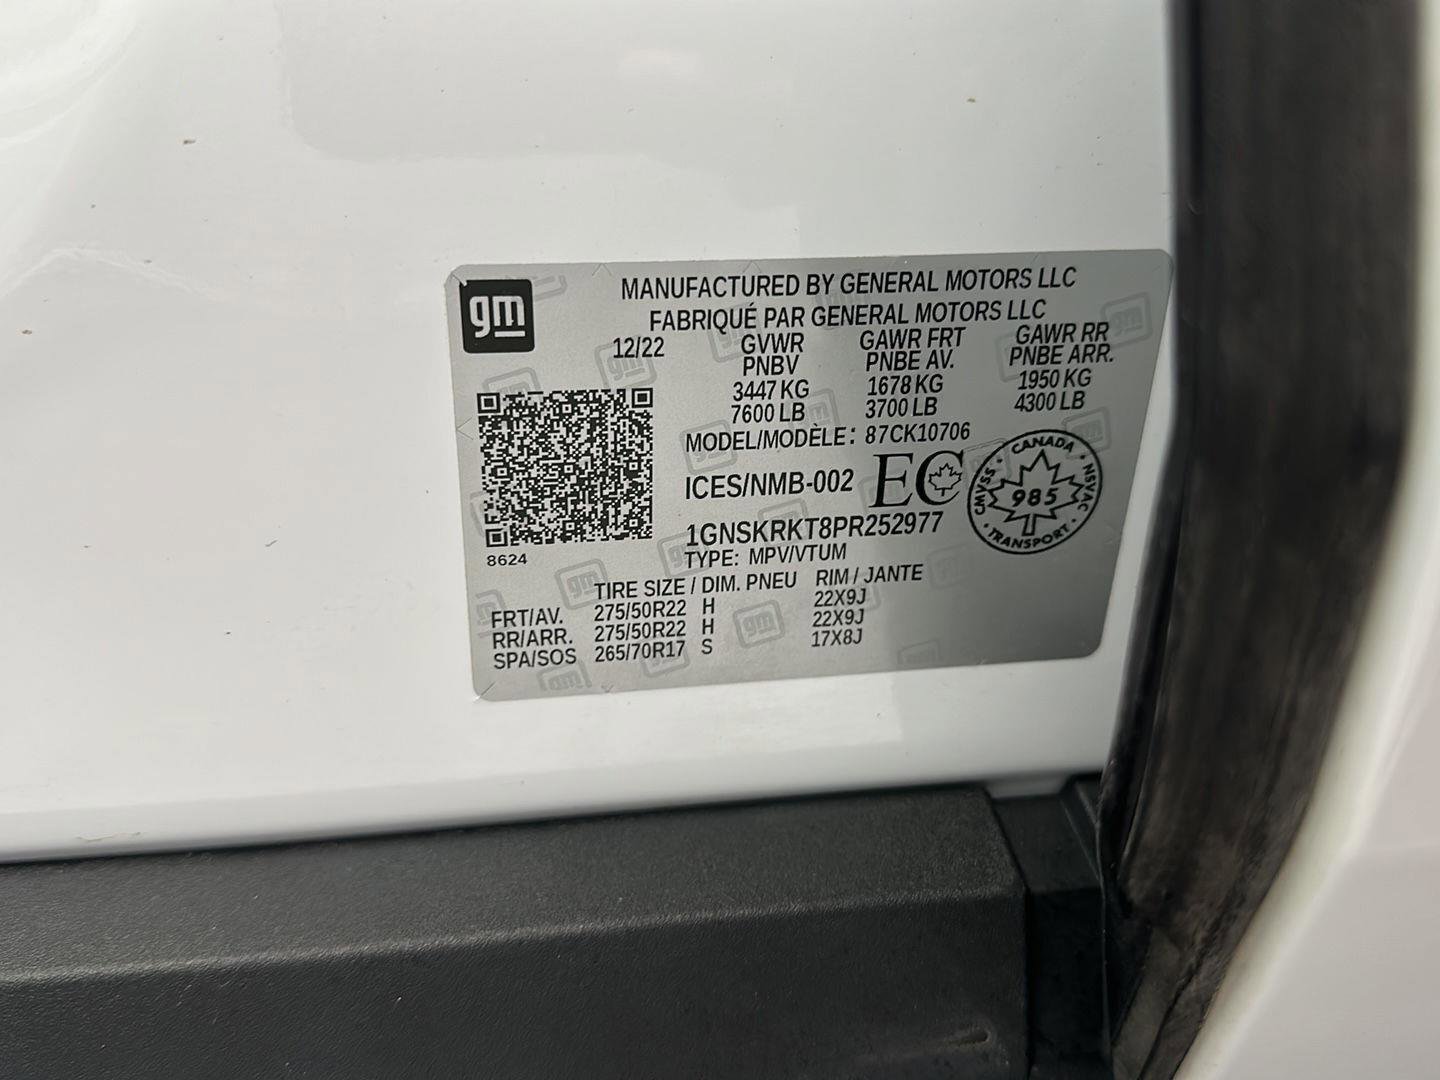 gm
MANUFACTURED BY GENERAL MOTORS LLC
FABRIQUÉ PAR GENERAL MOTORS LLC
12/22
GVWR GAWR FRT GAWR RR
PNBV PNBE AV. PNBE ARR.
3447 KG 1678 KG 1950 KG
7600 LB 3700 LB 4300 LB
MODEL/MODÈLE: 87CK10706
ICES/NMB-002 EC
CANADA
CMVSS 985 NSVAC
TRANSPORT
1GNSKRKT8PR252977
8624
TYPE: MPV/VTUM
TIRE SIZE / DIM. PNEU RIM / JANTE
FRT/AV. 275/50R22 H 22X9J
RR/ARR. 275/50R22 H 22X9J
SPA/SOS 265/70R17 S 17X8J